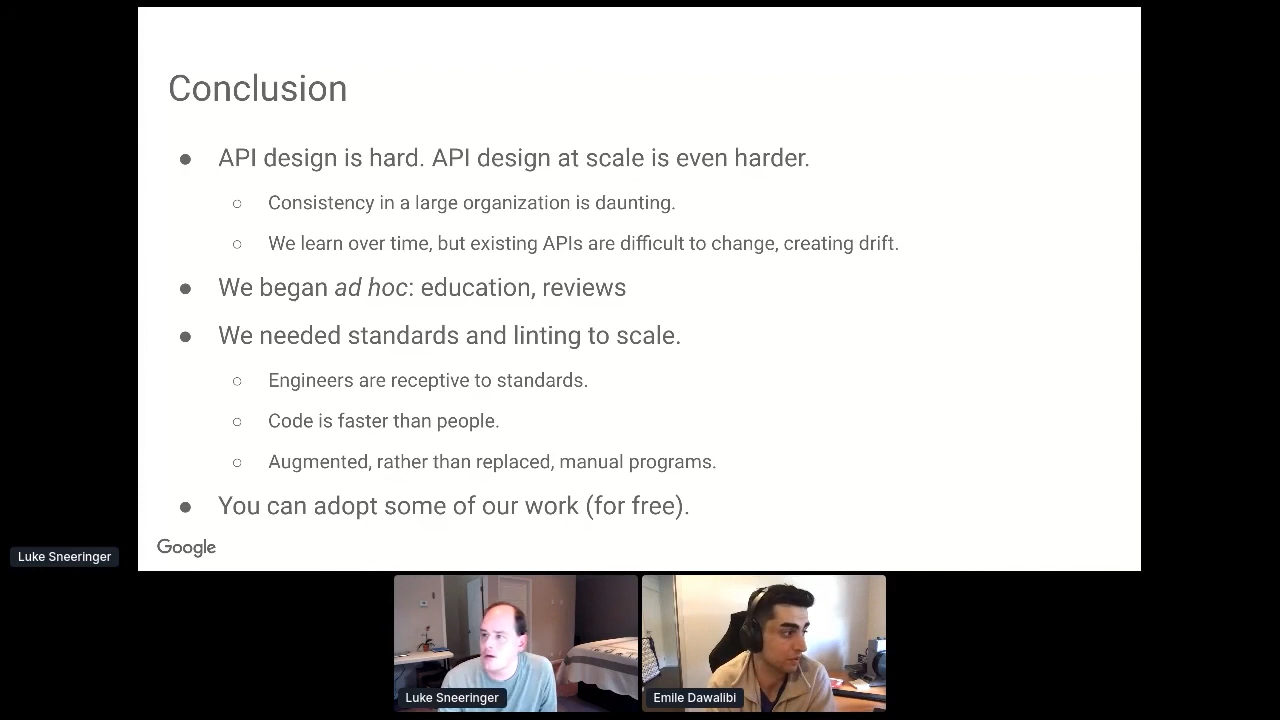 Conclusion
● API design is hard. API design at scale is even harder.
○ Consistency in a large organization is daunting.
○ We learn over time, but existing APIs are difficult to change, creating drift.
● We began ad hoc: education, reviews
● We needed standards and linting to scale.
○ Engineers are receptive to standards.
○ Code is faster than people.
○ Augmented, rather than replaced, manual programs.
● You can adopt some of our work (for free).
Google
Luke Sneeringer
Luke Sneeringer
Emile Dawalibi